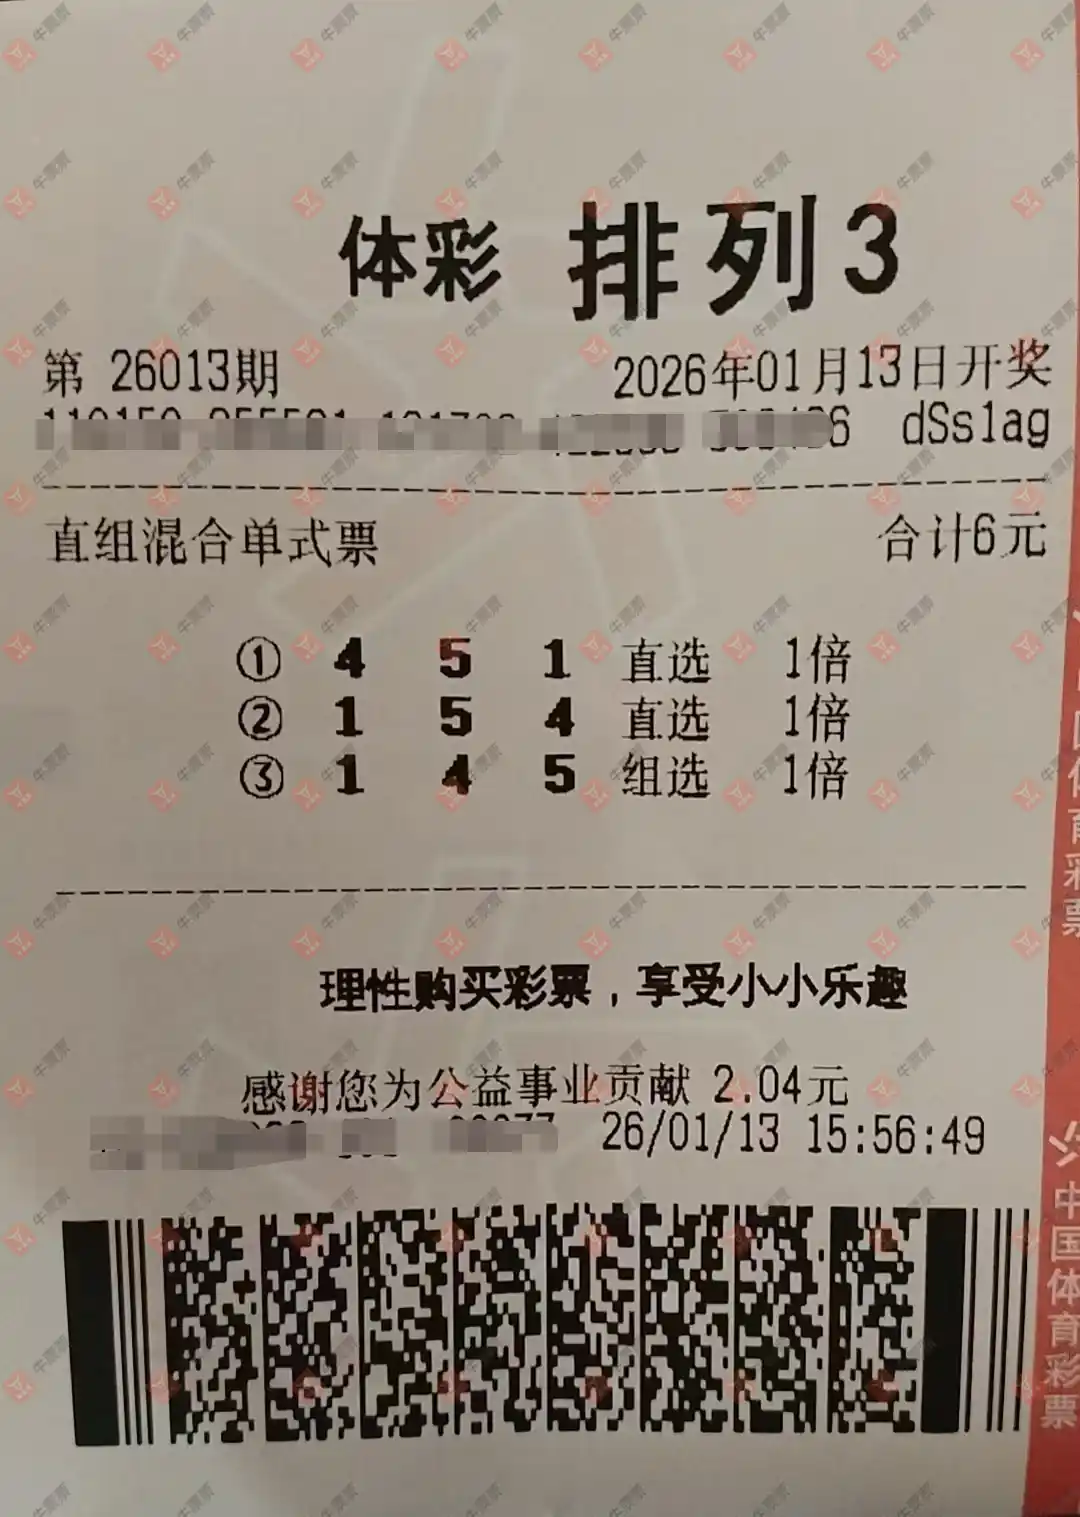 体彩 排列3
第 26013期 2026年01月13日开奖
6 dSs1ag
直组混合单式票 合计6元
① 4 5 1 直选 1倍
② 1 5 4 直选 1倍
③ 1 4 5 组选 1倍
理性购买彩票，享受小小乐趣
感谢您为公益事业贡献 2.04元
26/01/13 15:56:49
中国体育彩票
牛票票